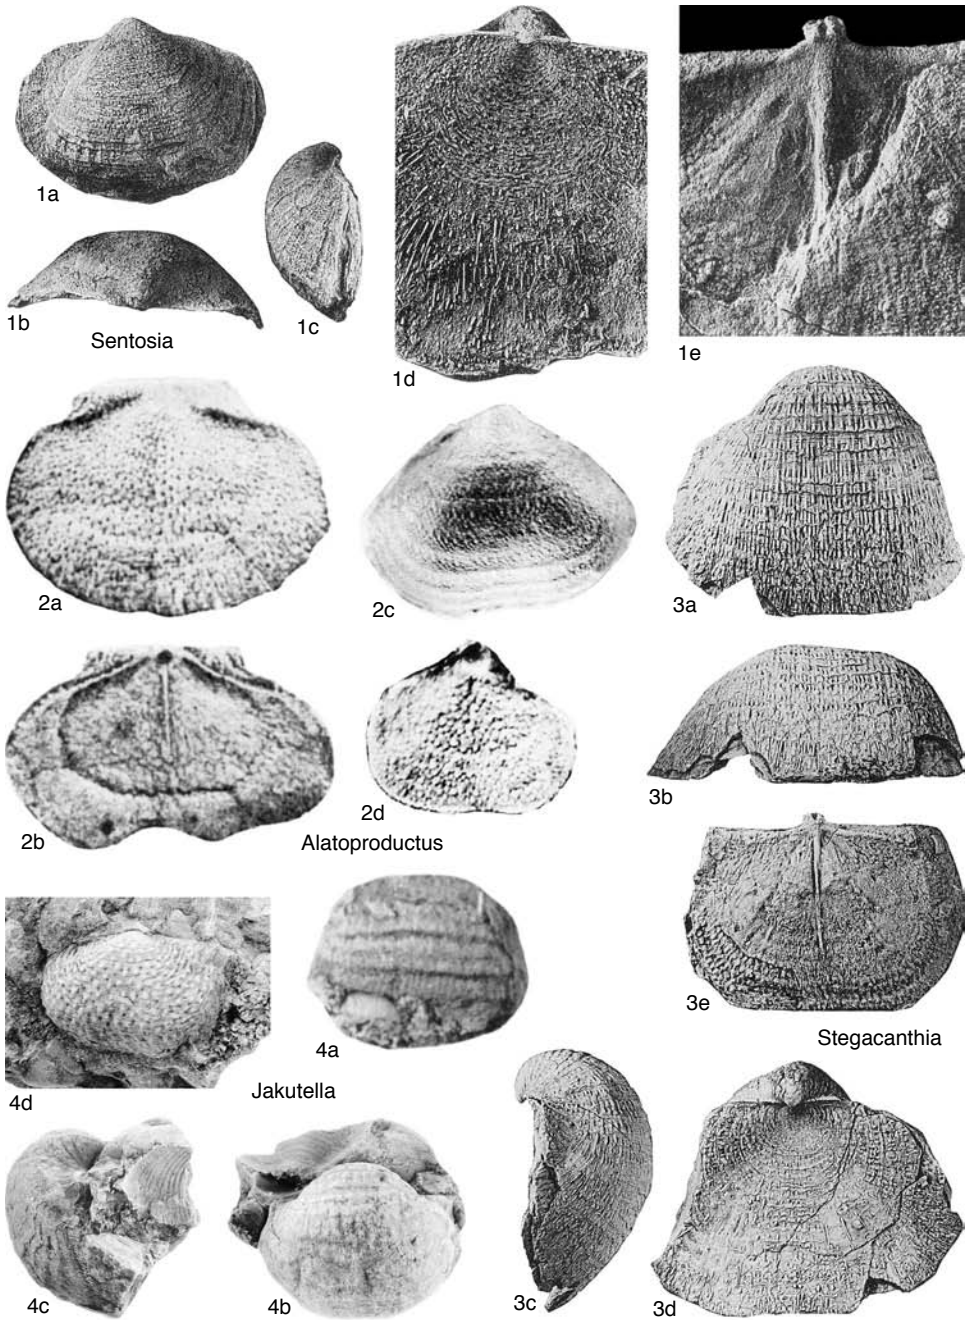 1a
1b
1c
Sentosia
1d
1e
2a
2c
3a
2b
2d
Alatoproductus
3b
3e
Stegacanthia
4d
4a
Jakutella
4c
4b
3c
3d